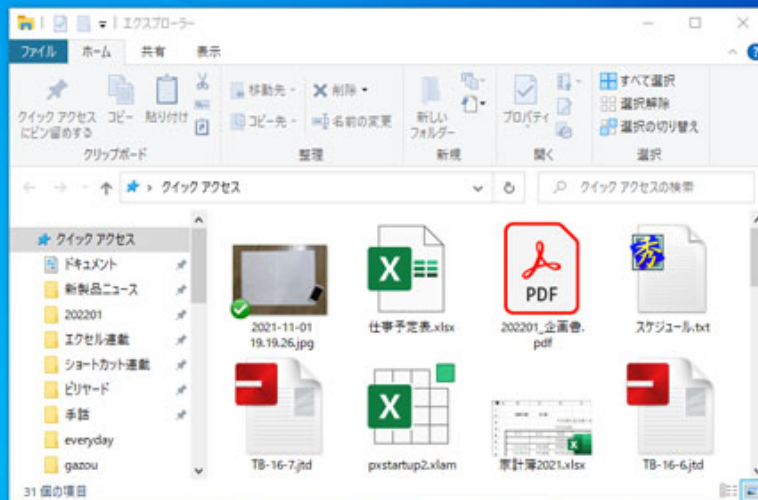 エクスプローラー
ファイル ホーム 共有 表示
クイック アクセス
にピン留めする
コピー
貼り付け
移動先
コピー先
削除
名前の変更
新しい
フォルダー
プロパティ
すべて選択
選択解除
選択の切り替え
クリップボード 整理 新規 開く 選択
クイック アクセス
クイック アクセスの検索
クイック アクセス
ドキュメント
新製品ニュース
202201
エクセル連載
ショートカット連載
ビリヤード
手話
everyday
gazou
2021-11-01
19.19.26.jpg
仕事予定表.xlsx
PDF
202201_企画書.
pdf
秀
スケジュール.txt
TB-16-7.jtd
pxstartup2.xlam
家計簿2021.xlsx
TB-16-6.jtd
31 個の項目